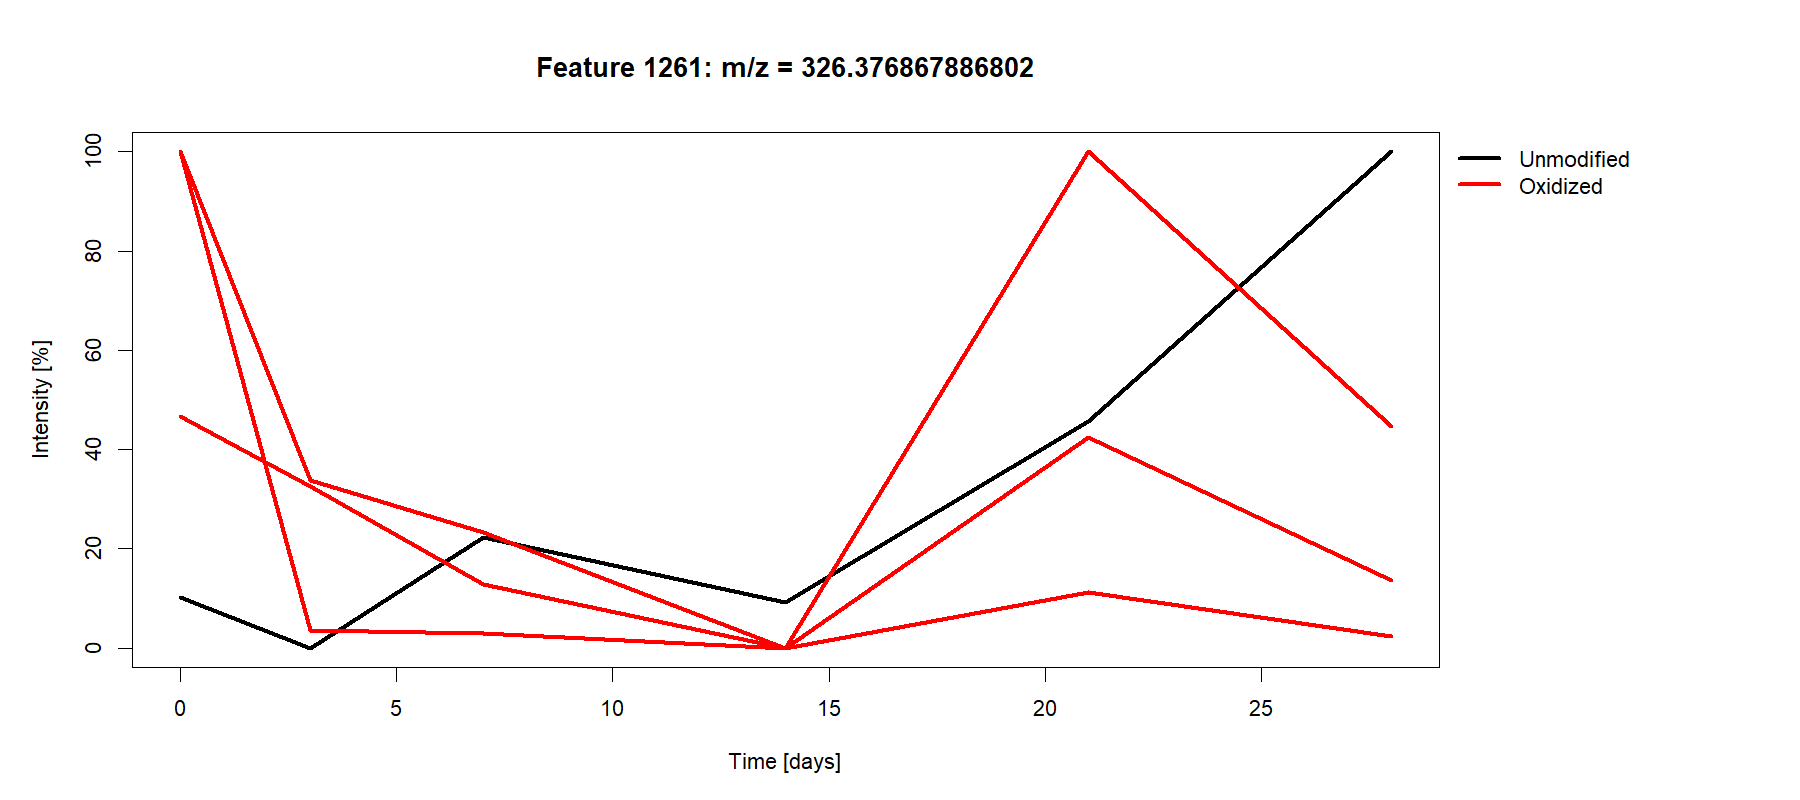 Feature 1261: m/z = 326.376867886802
Unmodified
Oxidized
100
80
60
40
20
0
Intensity [%]
0 5 10 15 20 25
Time [days]